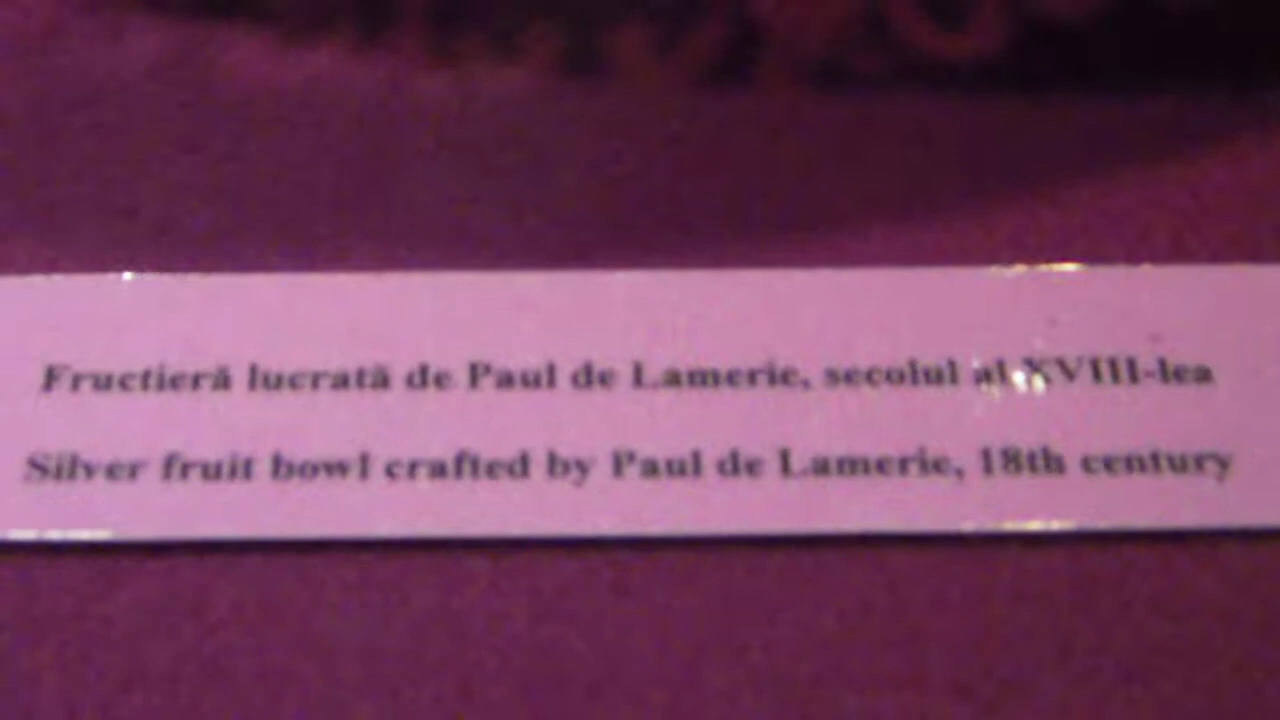 Fructieră lucrată de Paul de Lamerie, secolul al XVIII-lea
Silver fruit bowl crafted by Paul de Lamerie, 18th century